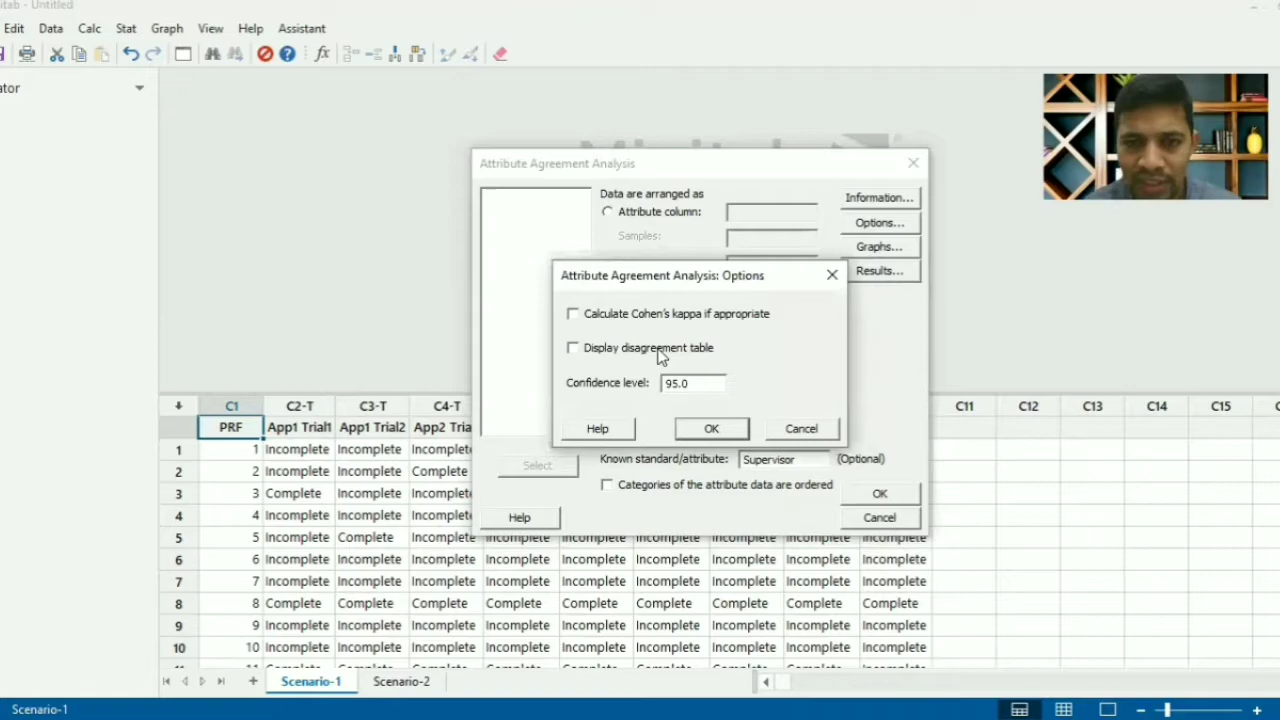 itab - Untitled
Edit Data Calc Stat Graph View Help Assistant
ator
Attribute Agreement Analysis
Data are arranged as
Attribute column:
Samples:
Information...
Options...
Graphs...
Results...
Attribute Agreement Analysis: Options
Calculate Cohen's kappa if appropriate
Display disagreement table
Confidence level: 95.0
Help OK Cancel
Select
Known standard/attribute: Supervisor (Optional)
Categories of the attribute data are ordered
OK
Help Cancel
C1 C2-T C3-T C4-T C11 C12 C13 C14 C15
PRF App1 Trial1 App1 Trial2 App2 Tria
1 1 Incomplete Incomplete Incomplete
2 2 Incomplete Incomplete Complete
3 3 Complete Incomplete Incomplete
4 4 Incomplete Incomplete Incomplete
5 5 Incomplete Complete Incomplete Incomplete Incomplete Incomplete Incomplete Incomplete Incomplete
6 6 Incomplete Incomplete Incomplete Incomplete Incomplete Incomplete Incomplete Incomplete Incomplete
7 7 Incomplete Incomplete Incomplete Incomplete Incomplete Incomplete Incomplete Incomplete Incomplete
8 8 Complete Complete Complete Complete Complete Complete Complete Complete Complete
9 9 Incomplete Incomplete Incomplete Incomplete Incomplete Incomplete Incomplete Incomplete Incomplete
10 10 Incomplete Incomplete Incomplete Incomplete Incomplete Incomplete Incomplete Incomplete Incomplete
Scenario-1 Scenario-2
Scenario-1